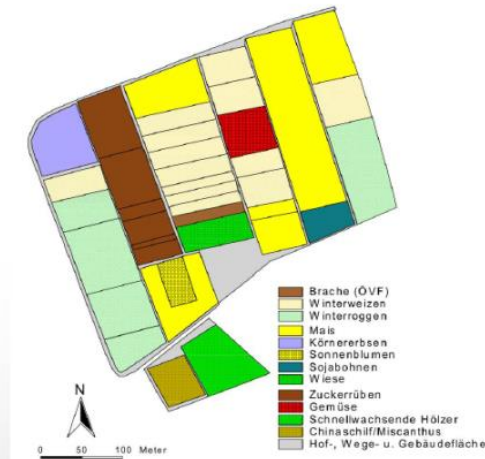 Brache (ÖVF)
Winterweizen
Winterroggen
Mais
Körnererbsen
Sonnenblumen
Sojabohnen
Wiese
Zuckerrüben
Gemüse
Schnellwachsende Hölzer
Chinaschilf/Miscanthus
Hof-, Wege- u. Gebäudefläche
N
0 50 100 Meter